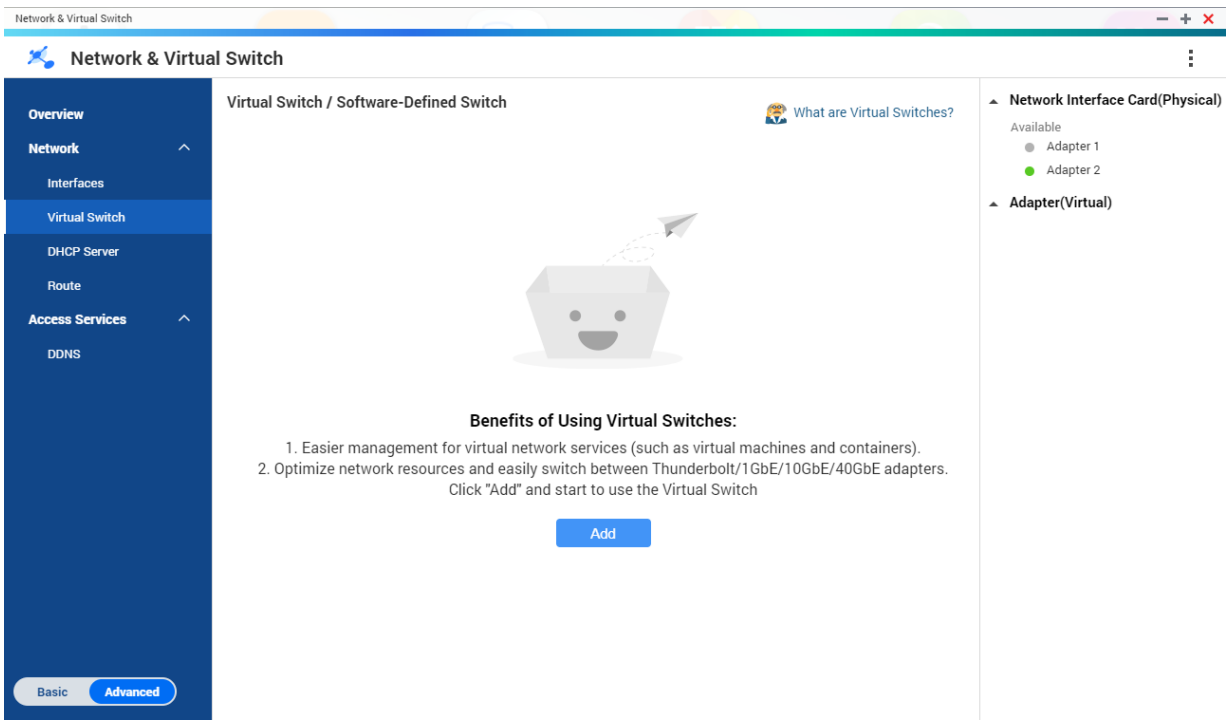 Network & Virtual Switch
Network & Virtual Switch
Overview
Network
Interfaces
Virtual Switch
DHCP Server
Route
Access Services
DDNS
Basic
Advanced
Virtual Switch / Software-Defined Switch
What are Virtual Switches?
Benefits of Using Virtual Switches:
1. Easier management for virtual network services (such as virtual machines and containers).
2. Optimize network resources and easily switch between Thunderbolt/1GbE/10GbE/40GbE adapters.
Click "Add" and start to use the Virtual Switch
Add
Network Interface Card(Physical)
Available
Adapter 1
Adapter 2
Adapter(Virtual)